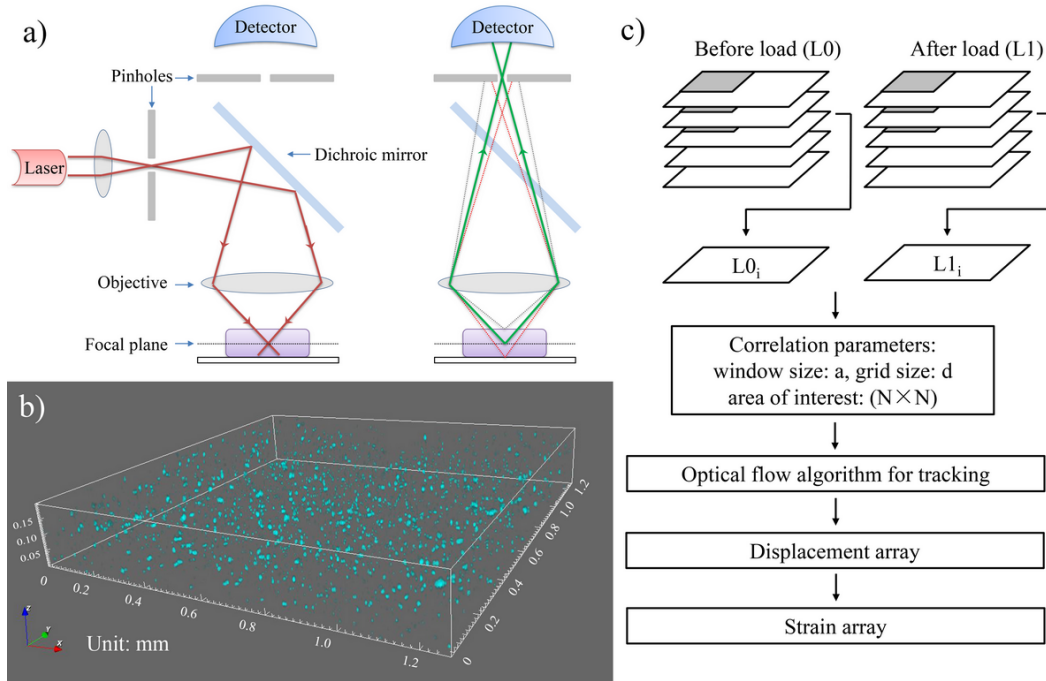 a)
Detector
Detector
Pinholes
Laser
Dichroic mirror
Objective
Focal plane
b)
0.15
0.10
0.05
0
0.2
0.4
0.6
0.8
1.0
1.2
0
0.2
0.4
0.6
0.8
1.0
1.2
z
y
x
Unit: mm
c)
Before load (L0)
After load (L1)
L0i
L1i
Correlation parameters:
window size: a, grid size: d
area of interest: (N×N)
Optical flow algorithm for tracking
Displacement array
Strain array